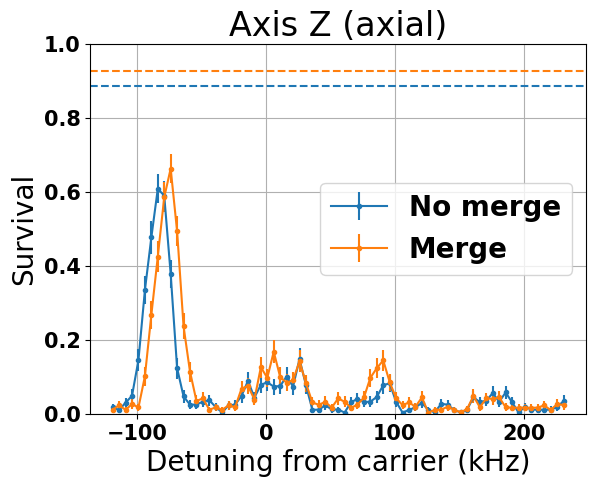 Axis Z (axial)
1.0
0.8
0.6
0.4
0.2
0.0
Survival
No merge
Merge
−100 0 100 200
Detuning from carrier (kHz)